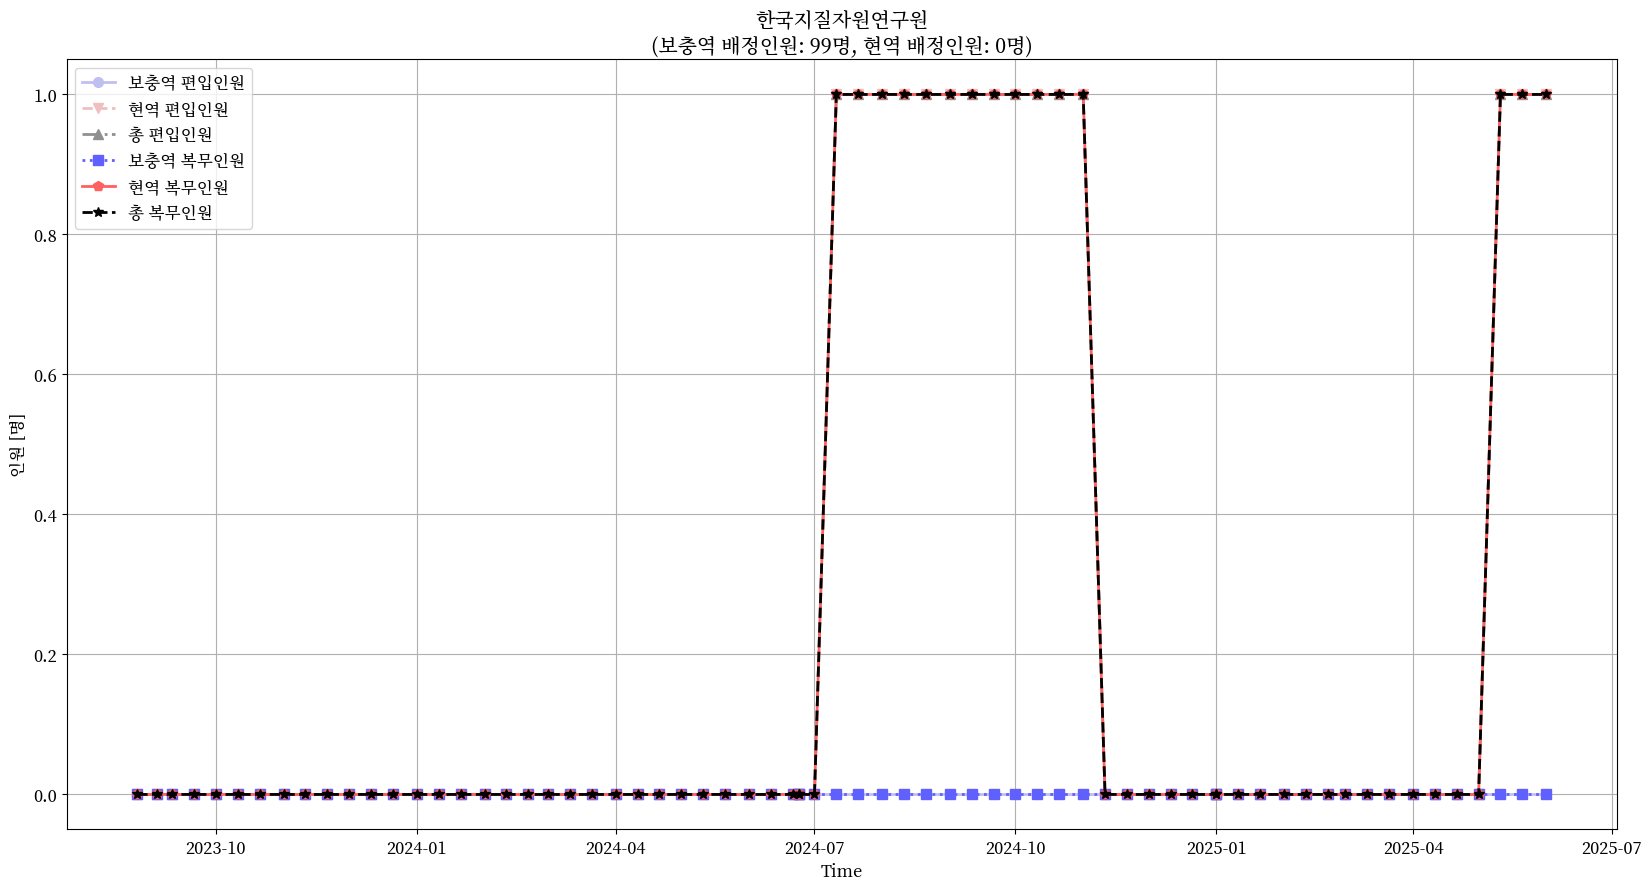 한국지질자원연구원
(보충역 배정인원: 99명, 현역 배정인원: 0명)
보충역 편입인원
현역 편입인원
총 편입인원
보충역 복무인원
현역 복무인원
총 복무인원
1.0
0.8
0.6
0.4
0.2
0.0
인원 [명]
2023-10
2024-01
2024-04
2024-07
2024-10
2025-01
2025-04
2025-07
Time